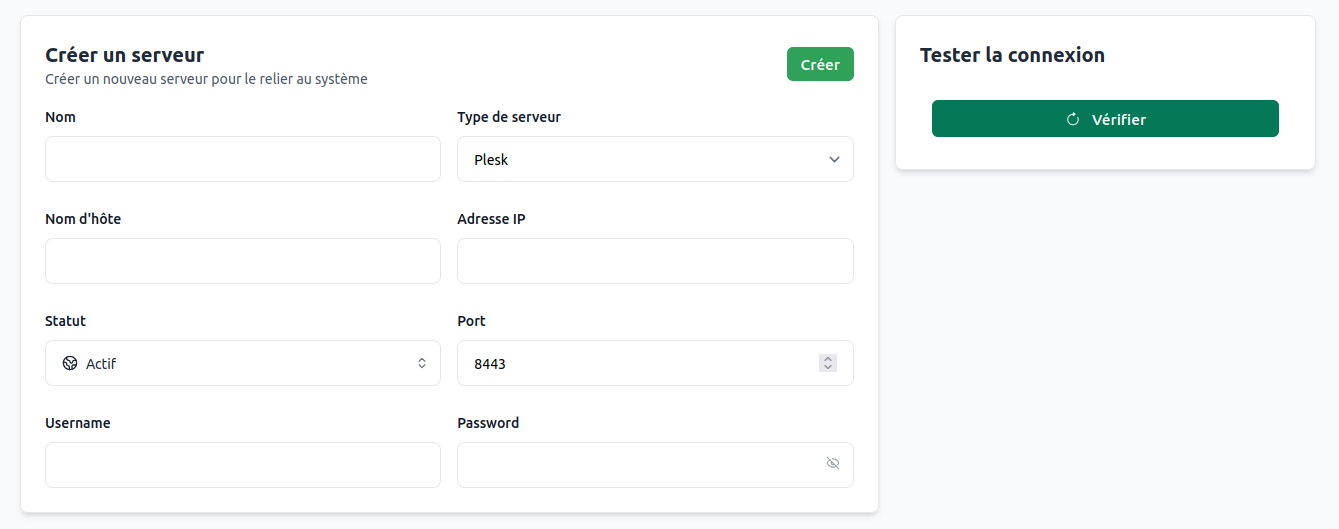 Créer un serveur
Créer un nouveau serveur pour le relier au système
Créer
Nom
Type de serveur
Plesk
Nom d'hôte
Adresse IP
Statut
Port
Actif
8443
Username
Password
Tester la connexion
Vérifier